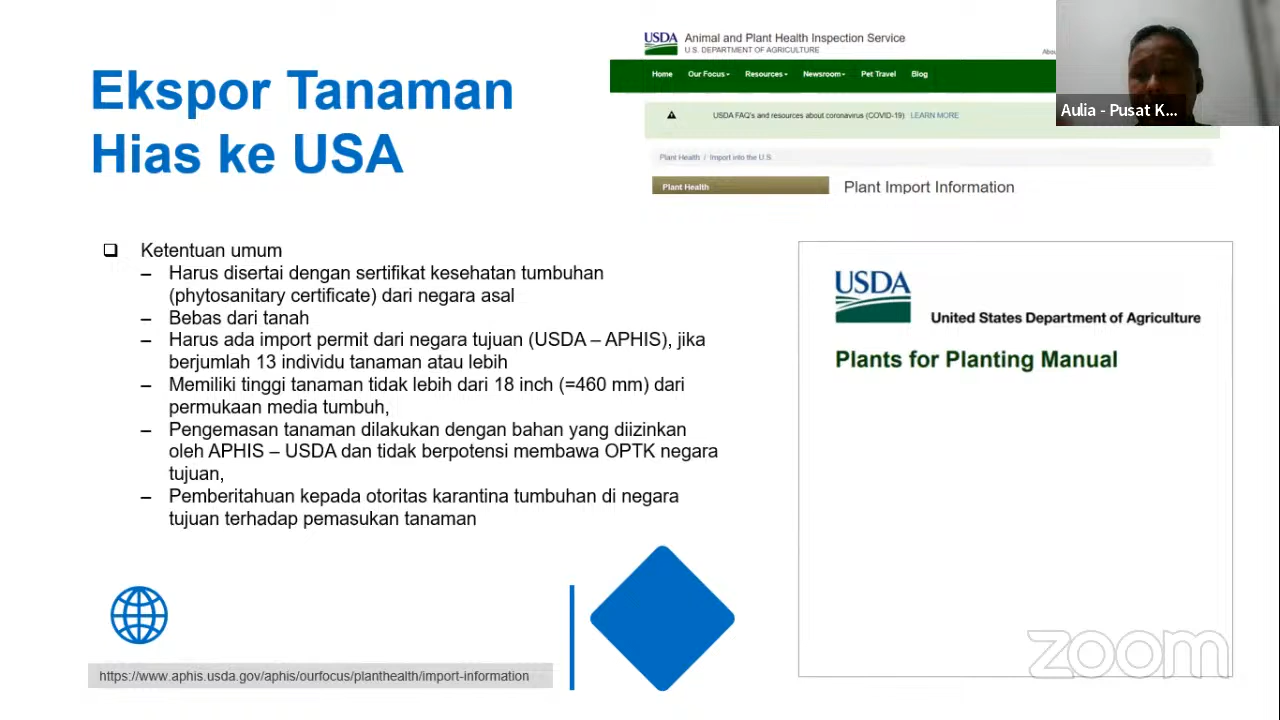 Ekspor Tanaman
Hias ke USA
USDA
Animal and Plant Health Inspection Service
U.S. DEPARTMENT OF AGRICULTURE
Abou
Home Our Focus Resources Newsroom Pet Travel Blog
USDA FAQ's and resources about coronavirus (COVID-19) LEARN MORE
Plant Health / Import into the U.S.
Plant Health
Plant Import Information
Aulia - Pusat K...
Ketentuan umum
– Harus disertai dengan sertifikat kesehatan tumbuhan
(phytosanitary certificate) dari negara asal
– Bebas dari tanah
– Harus ada import permit dari negara tujuan (USDA – APHIS), jika
berjumlah 13 individu tanaman atau lebih
– Memiliki tinggi tanaman tidak lebih dari 18 inch (=460 mm) dari
permukaan media tumbuh,
– Pengemasan tanaman dilakukan dengan bahan yang diizinkan
oleh APHIS – USDA dan tidak berpotensi membawa OPTK negara
tujuan,
– Pemberitahuan kepada otoritas karantina tumbuhan di negara
tujuan terhadap pemasukan tanaman
USDA
United States Department of Agriculture
Plants for Planting Manual
https://www.aphis.usda.gov/aphis/ourfocus/planthealth/import-information
zoom